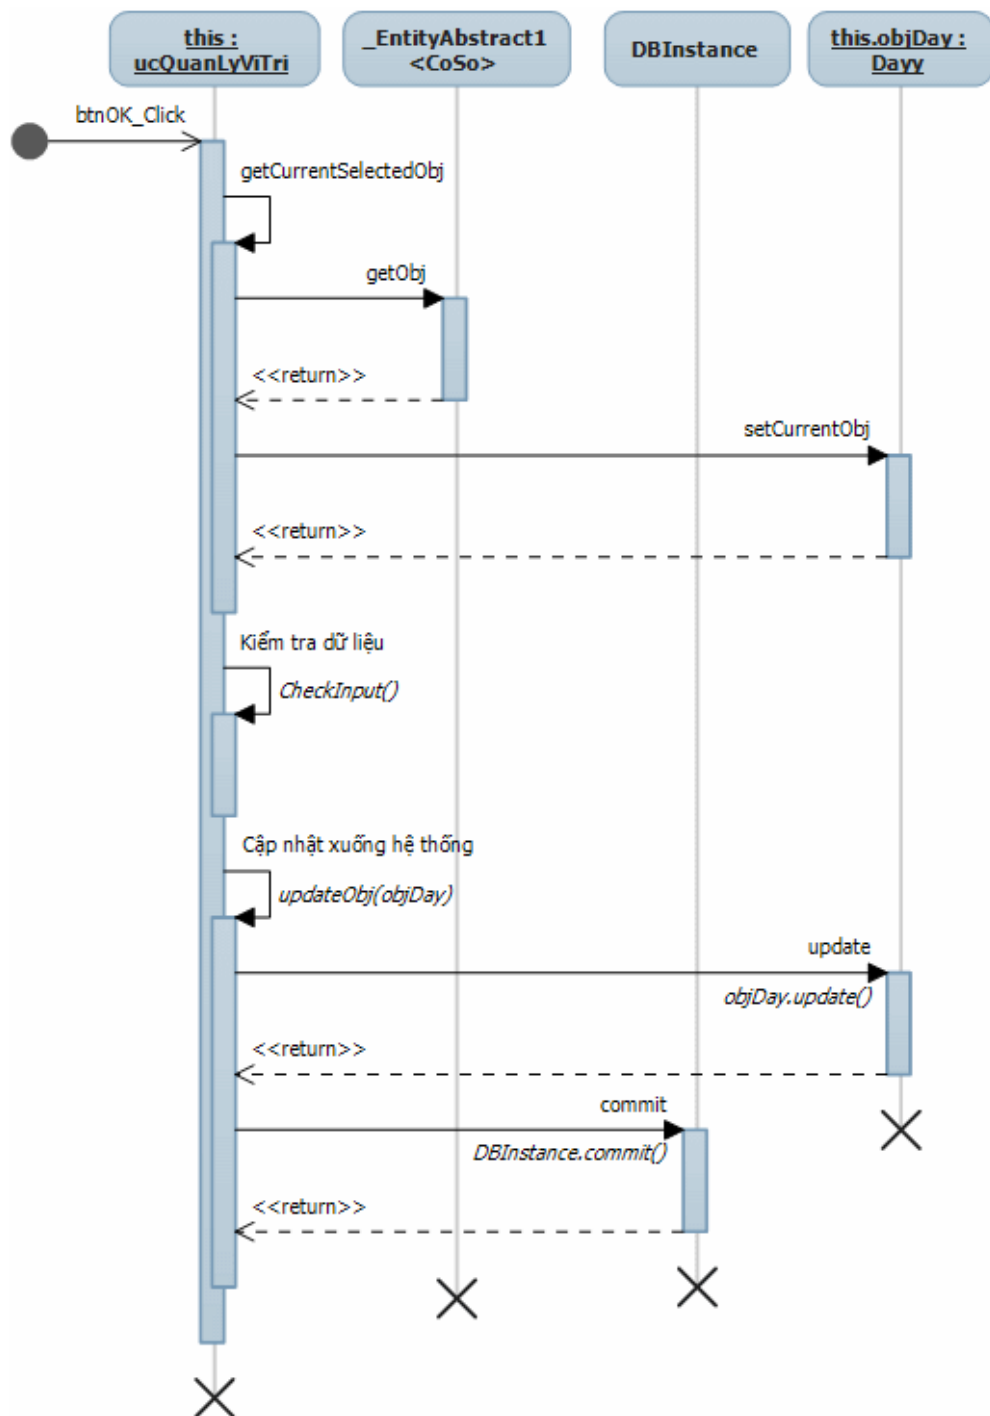 this :
ucQuanLyViTri
_EntityAbstract1
<CoSo>
DBInstance
this.objDay :
Dayy
btnOK_Click
getCurrentSelectedObj
getObj
<<return>>
setCurrentObj
<<return>>
Kiểm tra dữ liệu
CheckInput()
Cập nhật xuống hệ thống
updateObj(objDay)
update
objDay.update()
<<return>>
commit
DBInstance.commit()
<<return>>